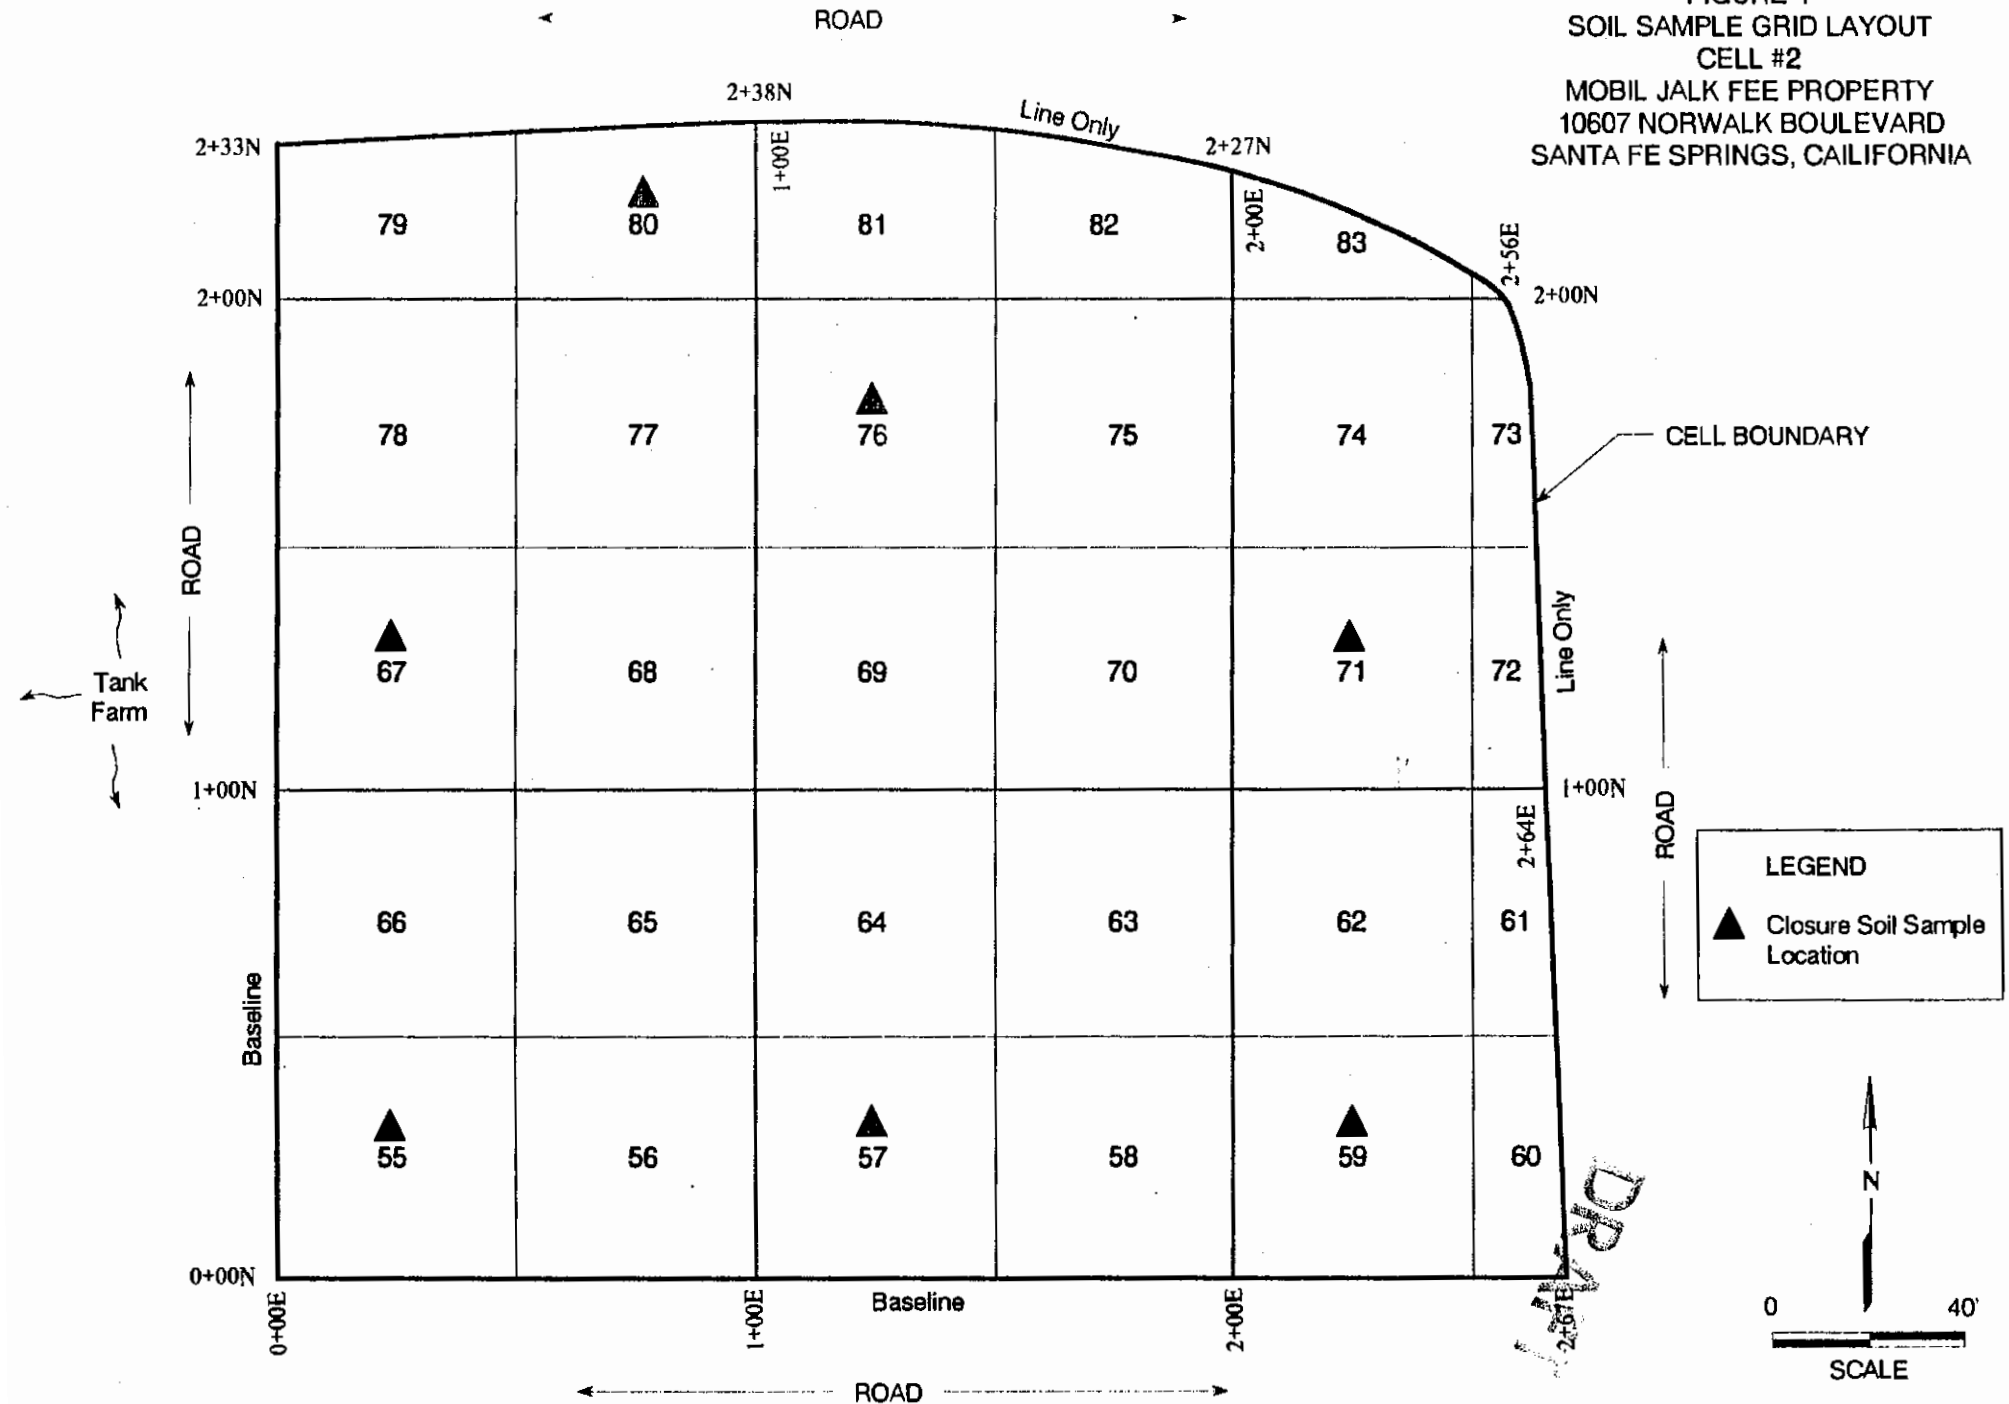 ROAD
SOIL SAMPLE GRID LAYOUT
CELL #2
MOBIL JALK FEE PROPERTY
10607 NORWALK BOULEVARD
SANTA FE SPRINGS, CAILIFORNIA
2+38N
Line Only
2+33N
1+00E
2+27N
2+00E
2+56E
79
80
81
82
83
2+00N
2+00N
78
77
76
75
74
73
CELL BOUNDARY
ROAD
Line Only
Tank
Farm
67
68
69
70
71
72
1+00N
1+00N
2+64E
ROAD
LEGEND
Closure Soil Sample
Location
66
65
64
63
62
61
Baseline
55
56
57
58
59
60
DRAFT
N
0+00N
0+00E
1+00E
Baseline
2+00E
2+67E
0
40'
SCALE
ROAD